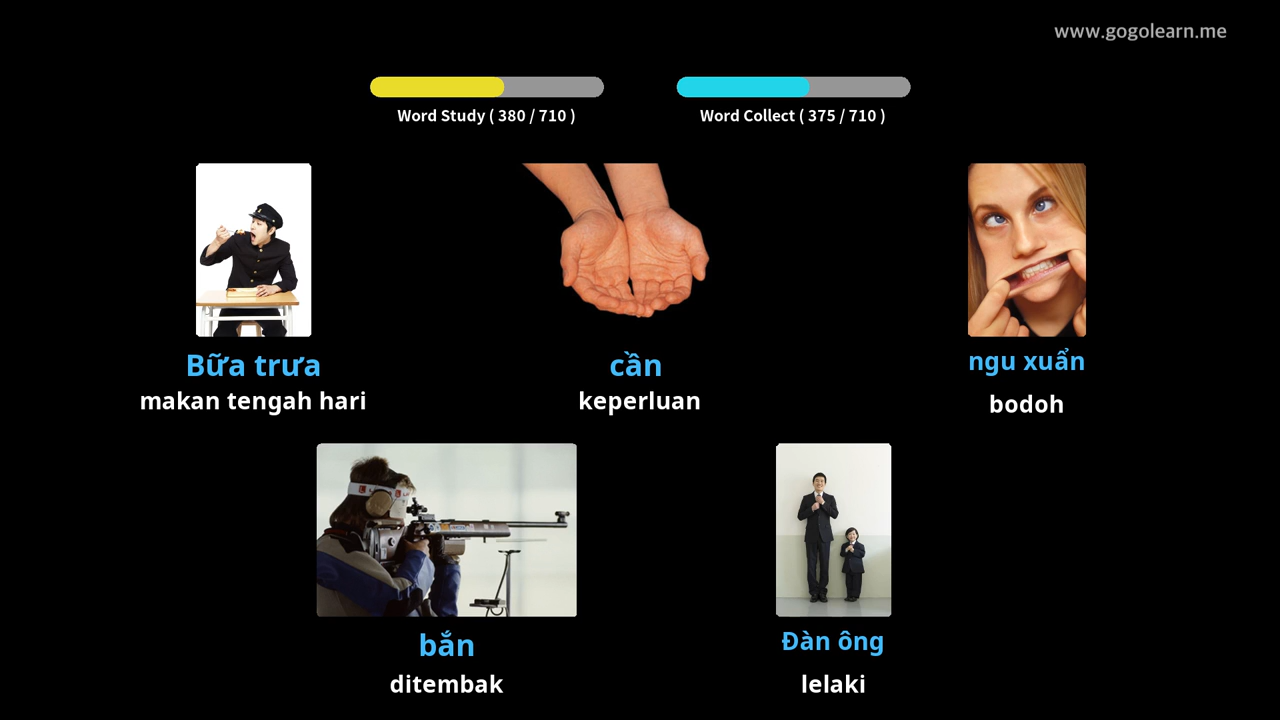 www.gogolearn.me
Word Study ( 380 / 710 )
Word Collect ( 375 / 710 )
Bữa trưa
makan tengah hari
cần
keperluan
ngu xuẩn
bodoh
bắn
ditembak
Đàn ông
lelaki